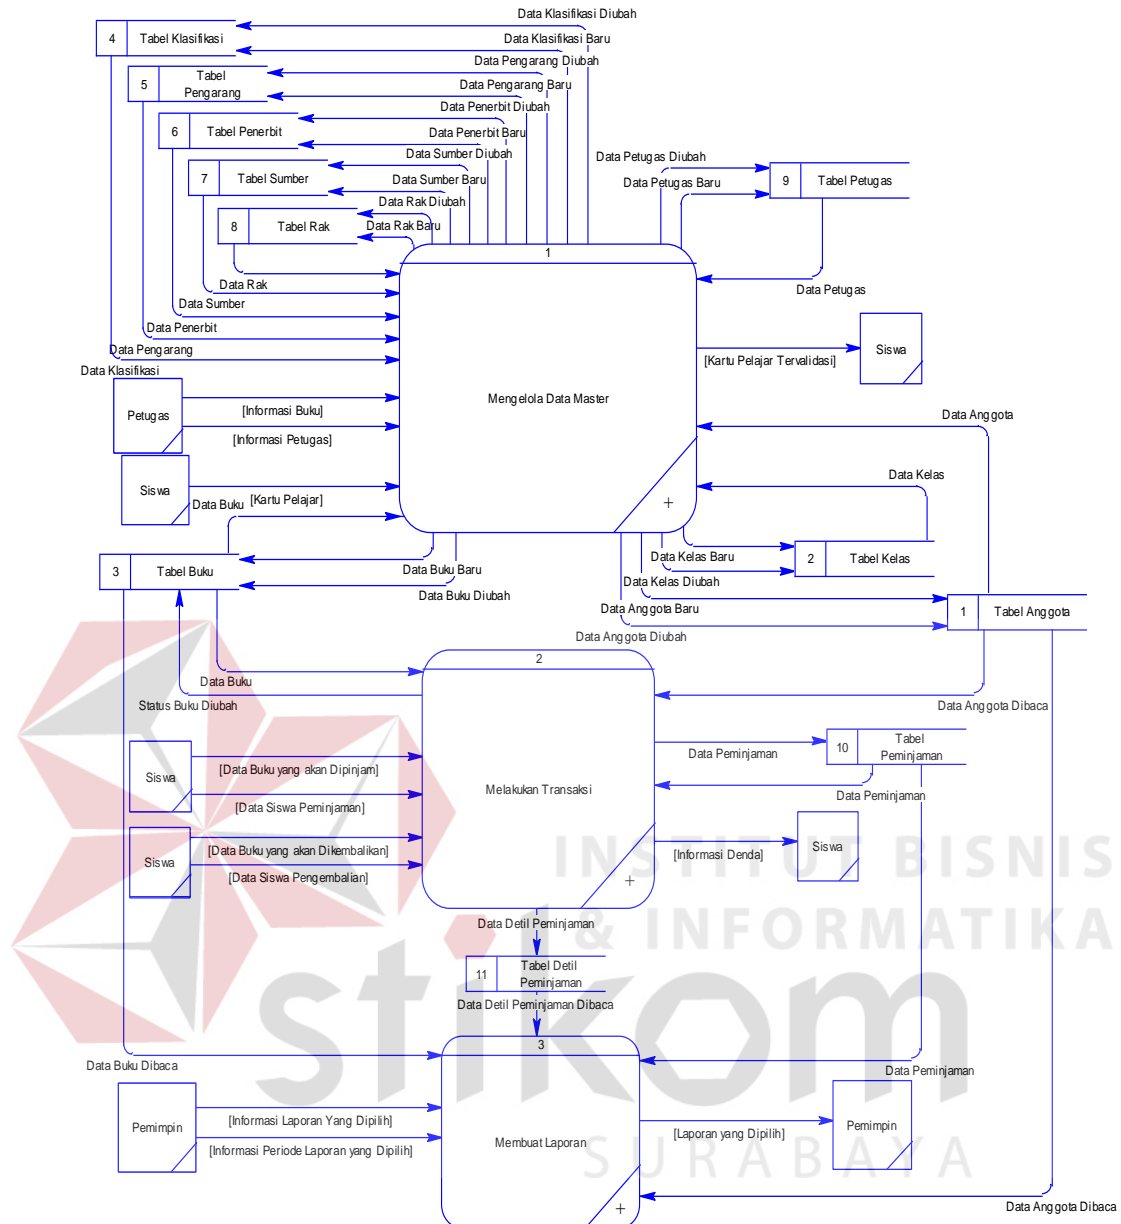 Data Klasifikasi Diubah
4 Tabel Klasifikasi
Data Klasifikasi Baru
Data Pengarang Diubah
5 Tabel
Pengarang
Data Pengarang Baru
Data Penerbit Diubah
6 Tabel Penerbit
Data Penerbit Baru
Data Sumber Diubah
7 Tabel Sumber
Data Sumber Baru
Data Rak Diubah
8 Tabel Rak
Data Rak Baru
Data Petugas Diubah
Data Petugas Baru
9 Tabel Petugas
1
Data Rak
Data Petugas
Data Sumber
Data Penerbit
Data Pengarang
Data Klasifikasi
[Kartu Pelajar Tervalidasi]
Siswa
Mengelola Data Master
Petugas
[Informasi Buku]
[Informasi Petugas]
Data Anggota
Siswa
[Kartu Pelajar]
Data Buku
Data Kelas
+
3 Tabel Buku
Data Buku Baru
Data Buku Diubah
Data Kelas Baru
2 Tabel Kelas
Data Kelas Diubah
Data Anggota Baru
1 Tabel Anggota
Data Anggota Diubah
2
Data Buku
Status Buku Diubah
Data Anggota Dibaca
Siswa
[Data Buku yang akan Dipinjam]
[Data Siswa Peminjaman]
Melakukan Transaksi
Data Peminjaman
10 Tabel
Peminjaman
Data Peminjaman
Siswa
[Data Buku yang akan Dikembalikan]
[Data Siswa Pengembalian]
[Informasi Denda]
Siswa
+
INSTITUT BISNIS
& INFORMATIKA
Data Detil Peminjaman
11 Tabel Detil
Peminjaman
Data Detil Peminjaman Dibaca
stikom
3
Data Buku Dibaca
Data Peminjaman
Pemimpin
[Informasi Laporan Yang Dipilih]
[Informasi Periode Laporan yang Dipilih]
Membuat Laporan
[Laporan yang Dipilih]
Pemimpin
SURABAYA
+
Data Anggota Dibaca